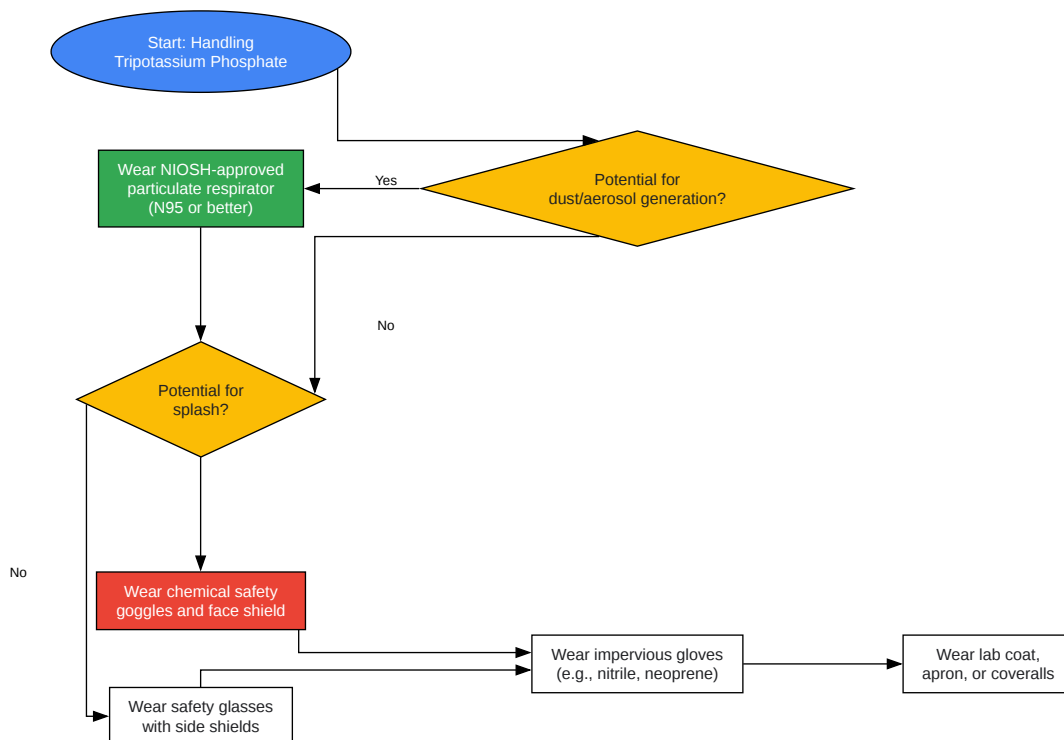 Start: Handling
Tripotassium Phosphate
Potential for
dust/aerosol generation?
Yes
Wear NIOSH-approved
particulate respirator
(N95 or better)
No
Potential for
splash?
No
Wear chemical safety
goggles and face shield
Wear safety glasses
with side shields
Wear impervious gloves
(e.g., nitrile, neoprene)
Wear lab coat,
apron, or coveralls